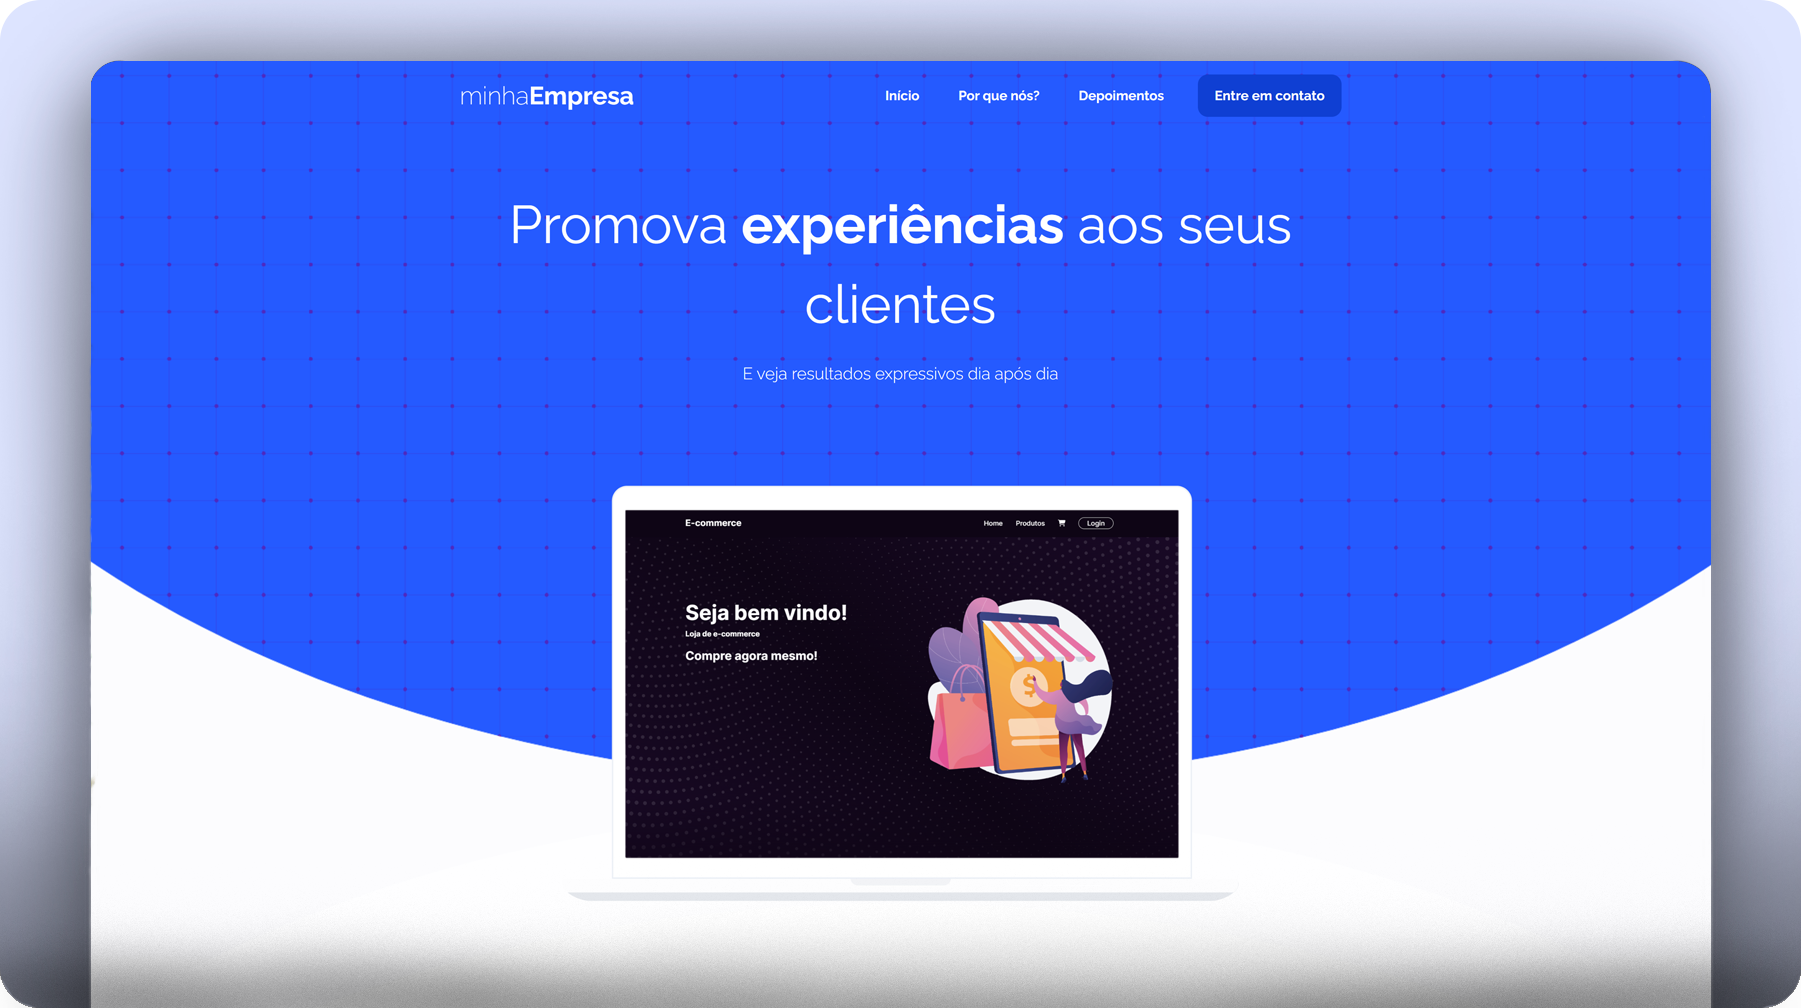 minhaEmpresa
Início Por que nós? Depoimentos Entre em contato
Promova experiências aos seus
clientes
E veja resultados expressivos dia após dia
E-commerce
Home Produtos Login
Seja bem vindo!
Loja de e-commerce
Compre agora mesmo!
$